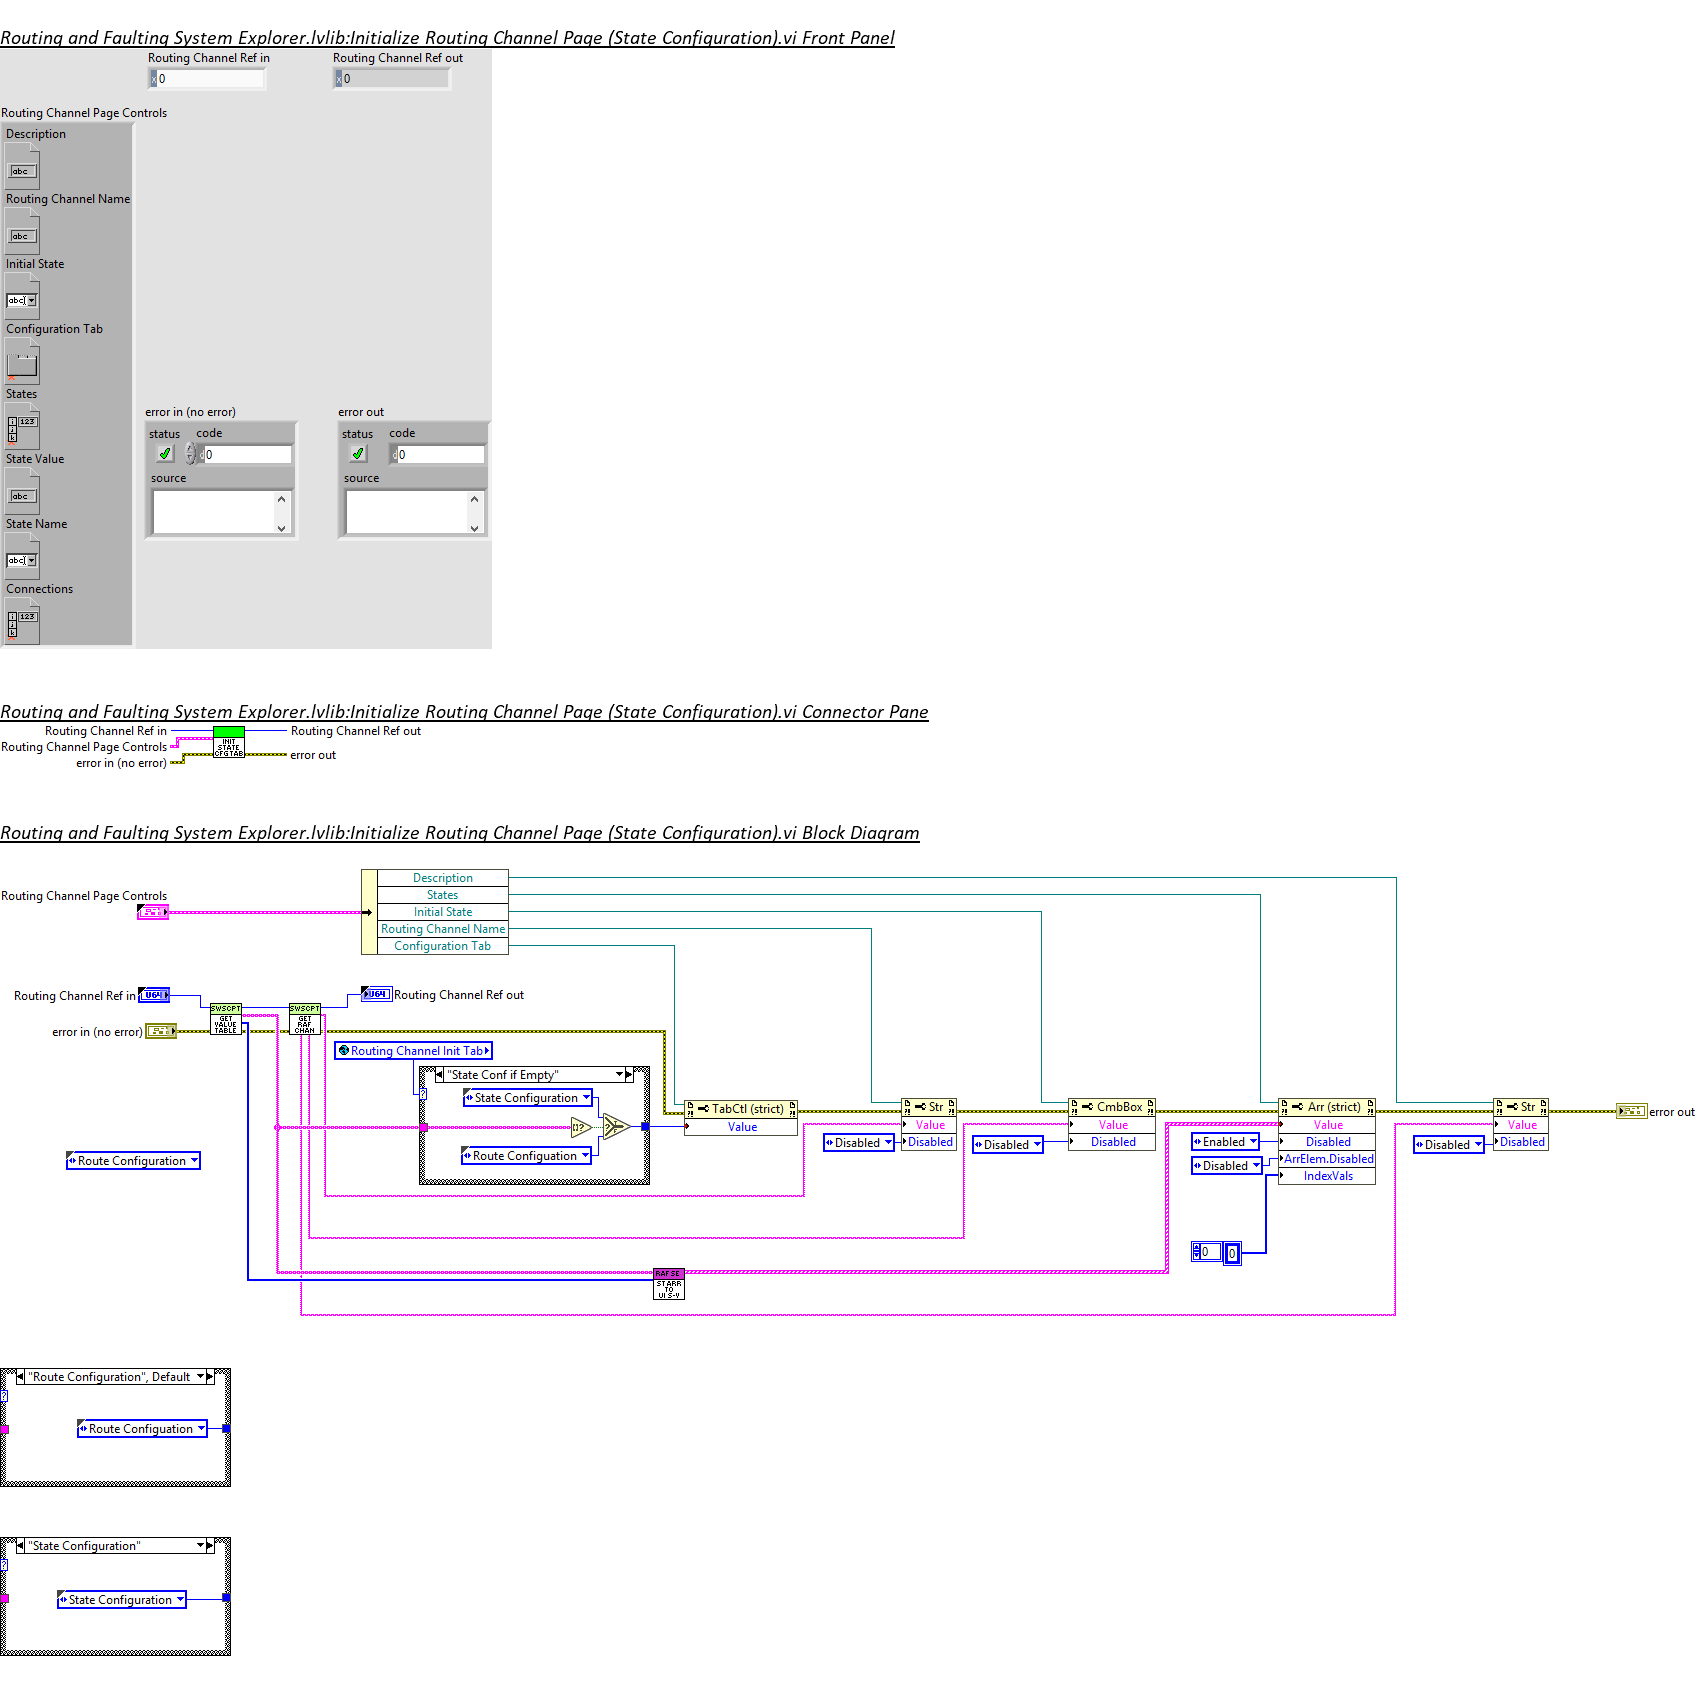 Routing and Faulting System Explorer.lvlib:Initialize Routing Channel Page (State Configuration).vi Front Panel
Routing Channel Ref in
Routing Channel Ref out
x 0
x 0
Routing Channel Page Controls
Description
abc
Routing Channel Name
abc
Initial State
abc
Configuration Tab
States
123
State Value
abc
State Name
abc
Connections
123
error in (no error)
status
code
d 0
source
error out
status
code
d 0
source
Routing and Faulting System Explorer.lvlib:Initialize Routing Channel Page (State Configuration).vi Connector Pane
Routing Channel Ref in
Routing Channel Page Controls
error in (no error)
INIT
STATE
CFG TAB
Routing Channel Ref out
error out
Routing and Faulting System Explorer.lvlib:Initialize Routing Channel Page (State Configuration).vi Block Diagram
Routing Channel Page Controls
Description
States
Initial State
Routing Channel Name
Configuration Tab
Routing Channel Ref in
U64
error in (no error)
SWSCPT
GET
VALUE
TABLE
SWSCPT
GET
RAF
CHAN
U64
Routing Channel Ref out
Routing Channel Init Tab
"State Conf if Empty"
State Configuration
Route Configuation
Route Configuration
TabCtl (strict)
Value
Disabled
Str
Value
Disabled
Disabled
CmbBox
Value
Disabled
Enabled
Disabled
Arr (strict)
Value
Disabled
ArrElem.Disabled
IndexVals
0
0
Disabled
Str
Value
Disabled
error out
RAF SE
ST ARR
TO
UI S-V
"Route Configuration", Default
Route Configuation
"State Configuration"
State Configuration